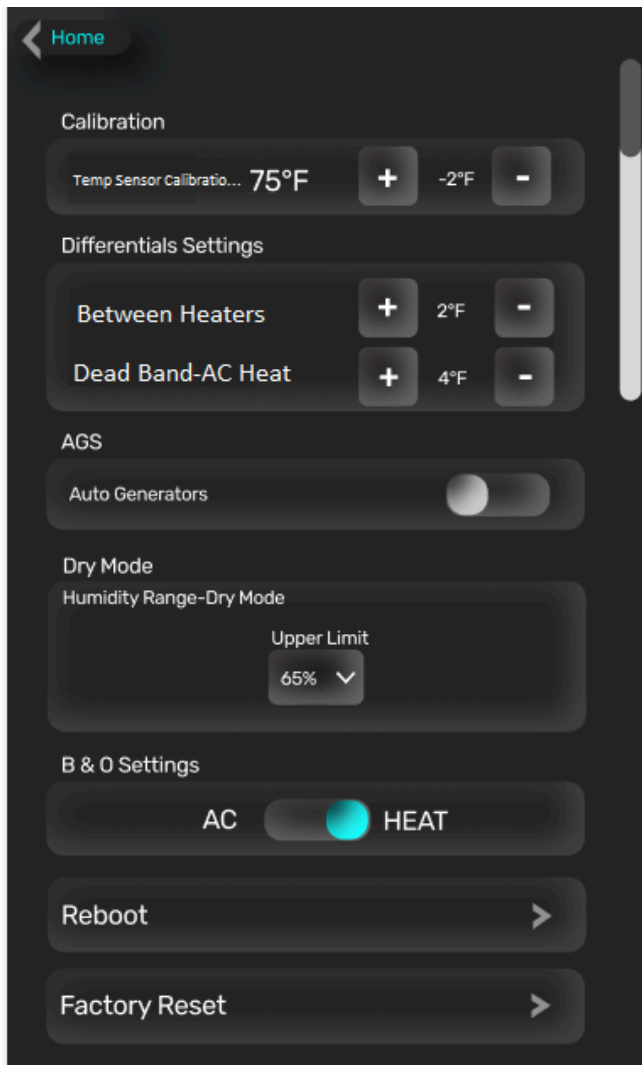 Home
Calibration
Temp Sensor Calibratio... 75°F + -2°F -
Differentials Settings
Between Heaters + 2°F -
Dead Band-AC Heat + 4°F -
AGS
Auto Generators
Dry Mode
Humidity Range-Dry Mode
Upper Limit
65%
B & O Settings
AC HEAT
Reboot >
Factory Reset >